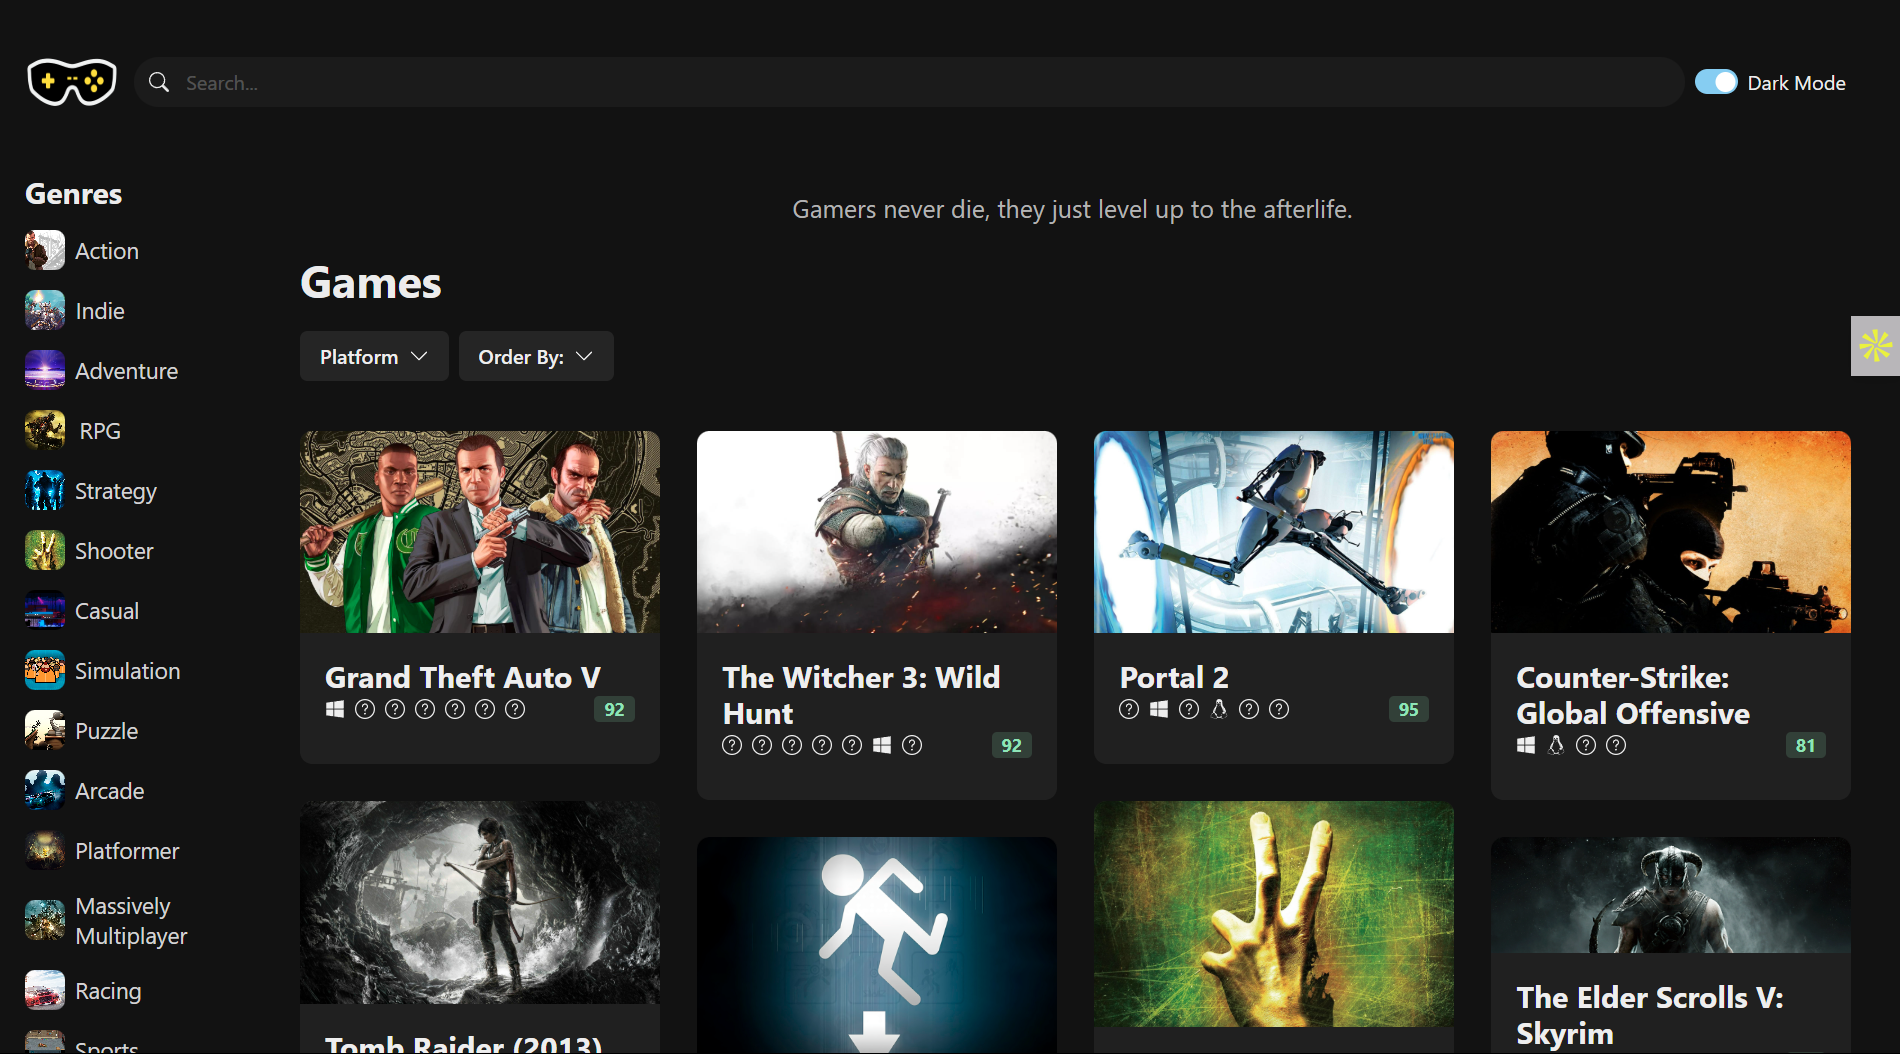 Search...
Dark Mode
Genres
Action
Indie
Adventure
RPG
Strategy
Shooter
Casual
Simulation
Puzzle
Arcade
Platformer
Massively
Multiplayer
Racing
Sports
Gamers never die, they just level up to the afterlife.
Games
Platform
Order By:
Grand Theft Auto V
92
The Witcher 3: Wild
Hunt
92
Portal 2
95
Counter-Strike:
Global Offensive
81
Tomb Raider (2013)
The Elder Scrolls V:
Skyrim